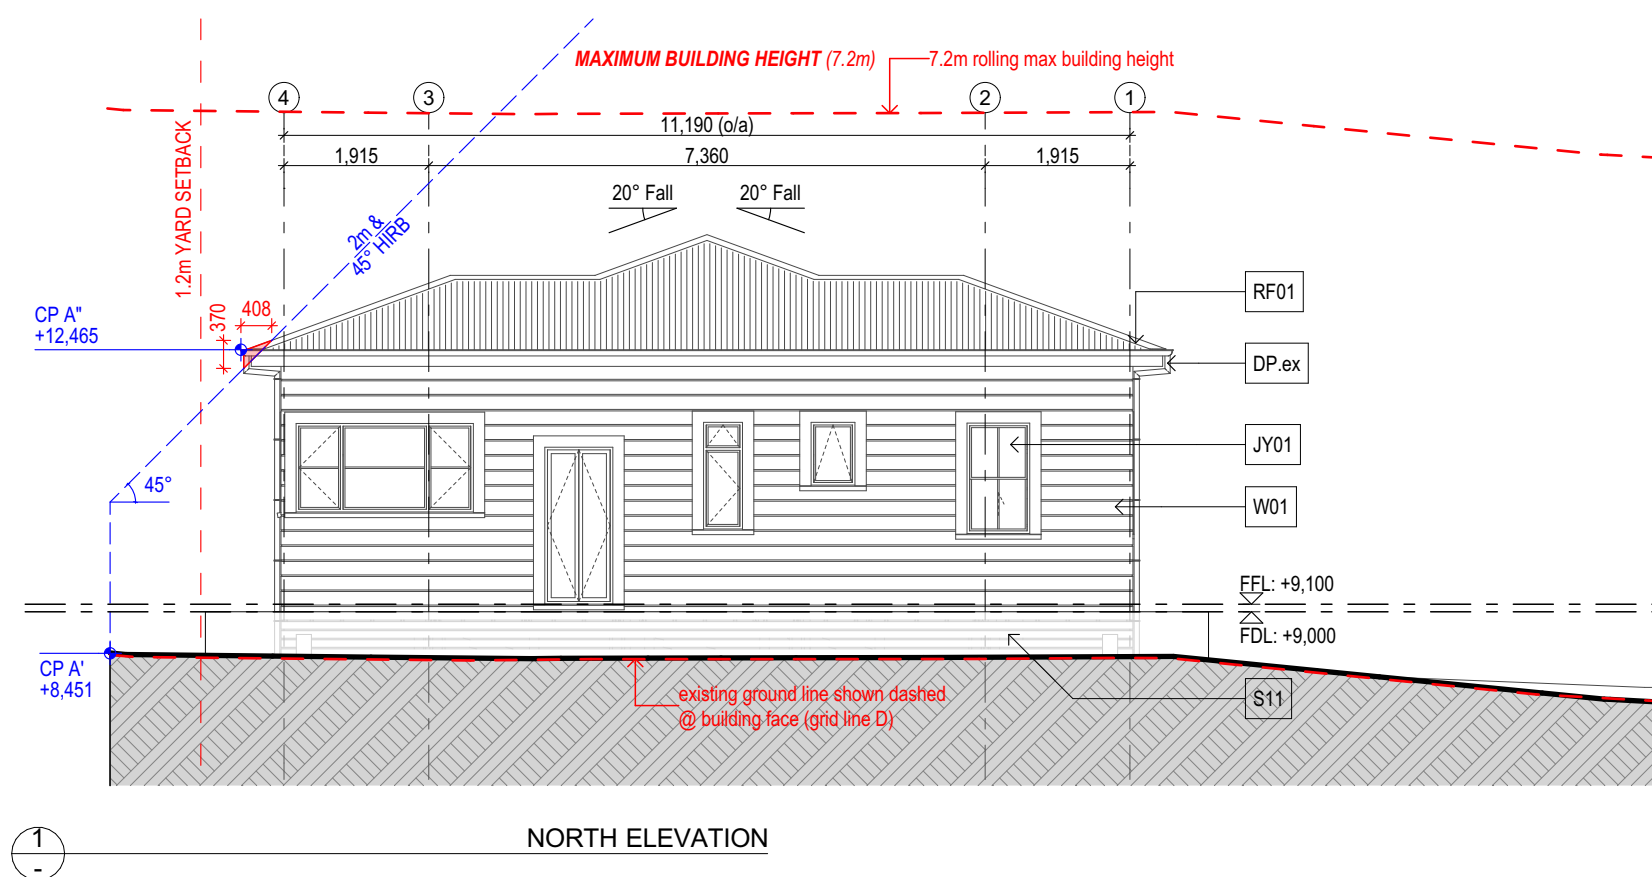 MAXIMUM BUILDING HEIGHT (7.2m)
7.2m rolling max building height
4
3
2
1
11,190 (o/a)
1,915
7,360
1,915
20° Fall
20° Fall
1.2m YARD SETBACK
2m &
45° HIRB
CP A"
+12,465
370
408
RF01
DP.ex
JY01
W01
45°
FFL: +9,100
FDL: +9,000
CP A'
+8,451
existing ground line shown dashed
@ building face (grid line D)
S11
1
-
NORTH ELEVATION